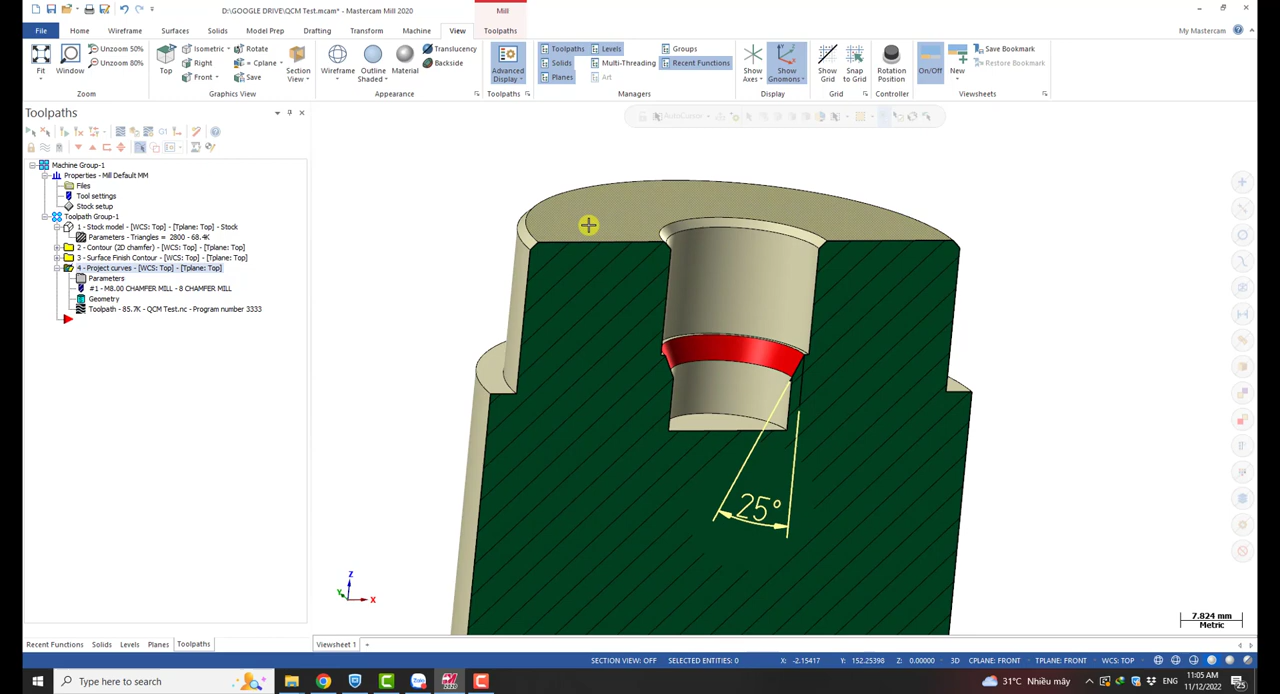 D:\GOOGLE DRIVE\QCM Test.mcam* - Mastercam Mill 2020
Mill
File
Home
Wireframe
Surfaces
Solids
Model Prep
Drafting
Transform
Machine
View
Toolpaths
My Mastercam
Fit
Window
Unzoom 50%
Unzoom 80%
Zoom
Top
Isometric
Right
Front
Rotate
= Cplane
Save
Section
View
Graphics View
Wireframe
Outline
Shaded
Material
Translucency
Backside
Appearance
Advanced
Display
Toolpaths
Toolpaths
Solids
Planes
Levels
Multi-Threading
Art
Groups
Recent Functions
Managers
Show
Axes
Show
Gnomons
Display
Show
Grid
Snap
to Grid
Grid
Rotation
Position
Controller
On/Off
New
Save Bookmark
Restore Bookmark
Viewsheets
Toolpaths
AutoCursor
G1
Machine Group-1
Properties - Mill Default MM
Files
Tool settings
Stock setup
Toolpath Group-1
1 - Stock model - [WCS: Top] - [Tplane: Top] - Stock
Parameters - Triangles = 2800 - 68.4K
2 - Contour (2D chamfer) - [WCS: Top] - [Tplane: Top]
3 - Surface Finish Contour - [WCS: Top] - [Tplane: Top]
4 - Project curves - [WCS: Top] - [Tplane: Top]
Parameters
#1 - M8.00 CHAMFER MILL - 8 CHAMFER MILL
Geometry
Toolpath - 85.7K - QCM Test.nc - Program number 3333
25°
Z
Y
X
7.824 mm
Metric
Recent Functions
Solids
Levels
Planes
Toolpaths
Viewsheet 1
+
SECTION VIEW: OFF
SELECTED ENTITIES: 0
X: -2.15417
Y: 152.25398
Z: 0.00000
3D
CPLANE: FRONT
TPLANE: FRONT
WCS: TOP
Type here to search
Zalo
2020
31°C Nhiều mây
ENG
11:05 AM
11/12/2022
25